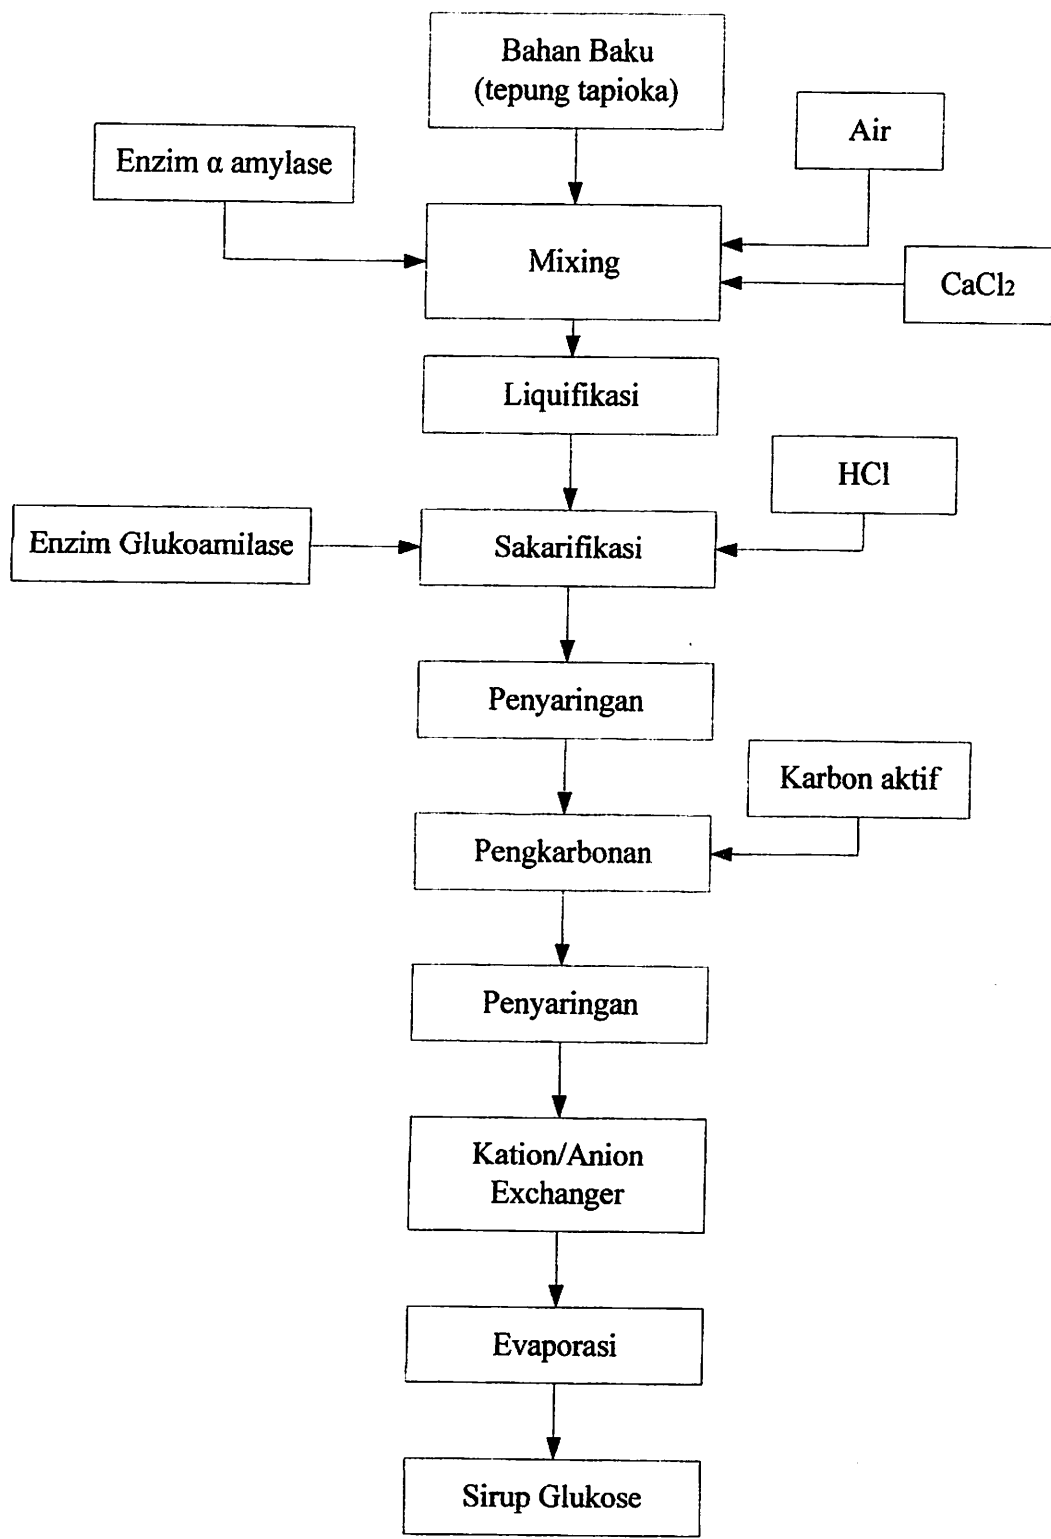 Bahan Baku
(tepung tapioka)
Enzim α amylase
Air
Mixing
CaCl2
Liquifikasi
HCl
Enzim Glukoamilase
Sakarifikasi
Penyaringan
Karbon aktif
Pengkarbonan
Penyaringan
Kation/Anion
Exchanger
Evaporasi
Sirup Glukose